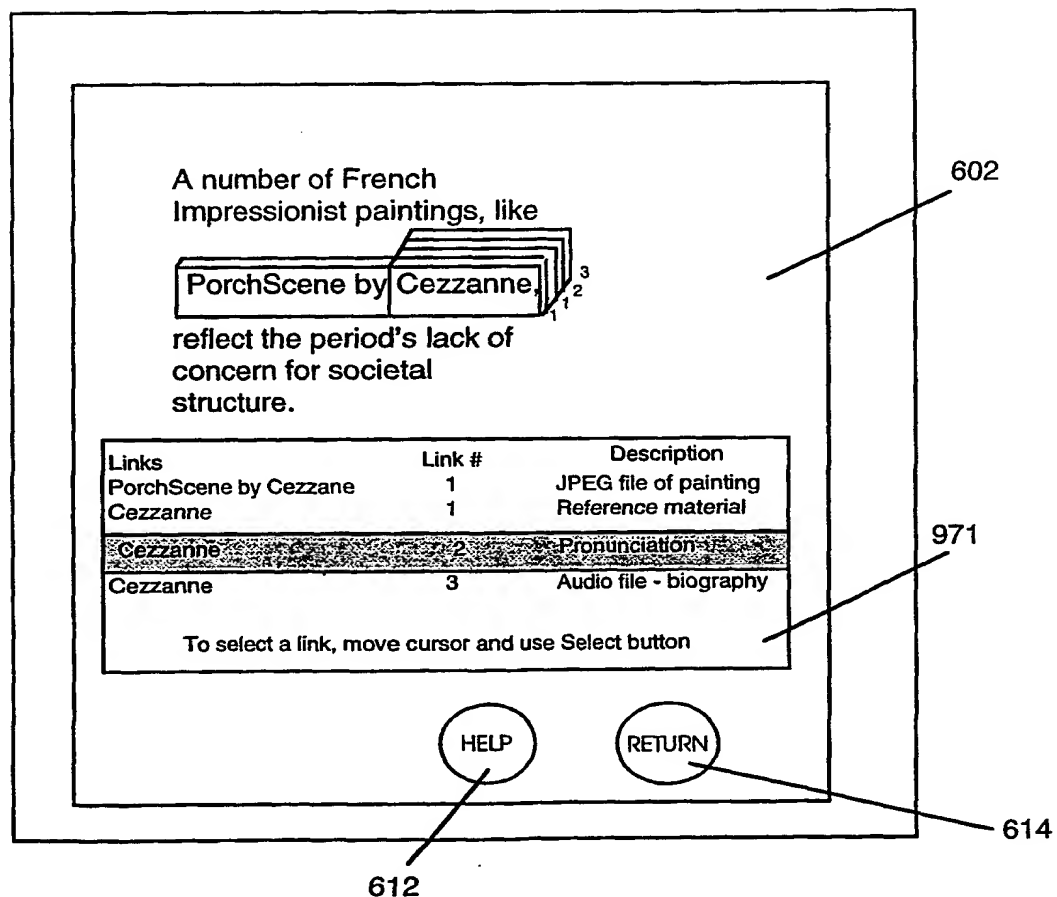 A number of French
Impressionist paintings, like
PorchScene by Cezzanne,
1 1 2 3
reflect the period's lack of
concern for societal
structure.
602
Links Link # Description
PorchScene by Cezzane 1 JPEG file of painting
Cezzanne 1 Reference material
Cezzanne 2 Pronunciation
Cezzanne 3 Audio file - biography
To select a link, move cursor and use Select button
971
HELP RETURN
614
612